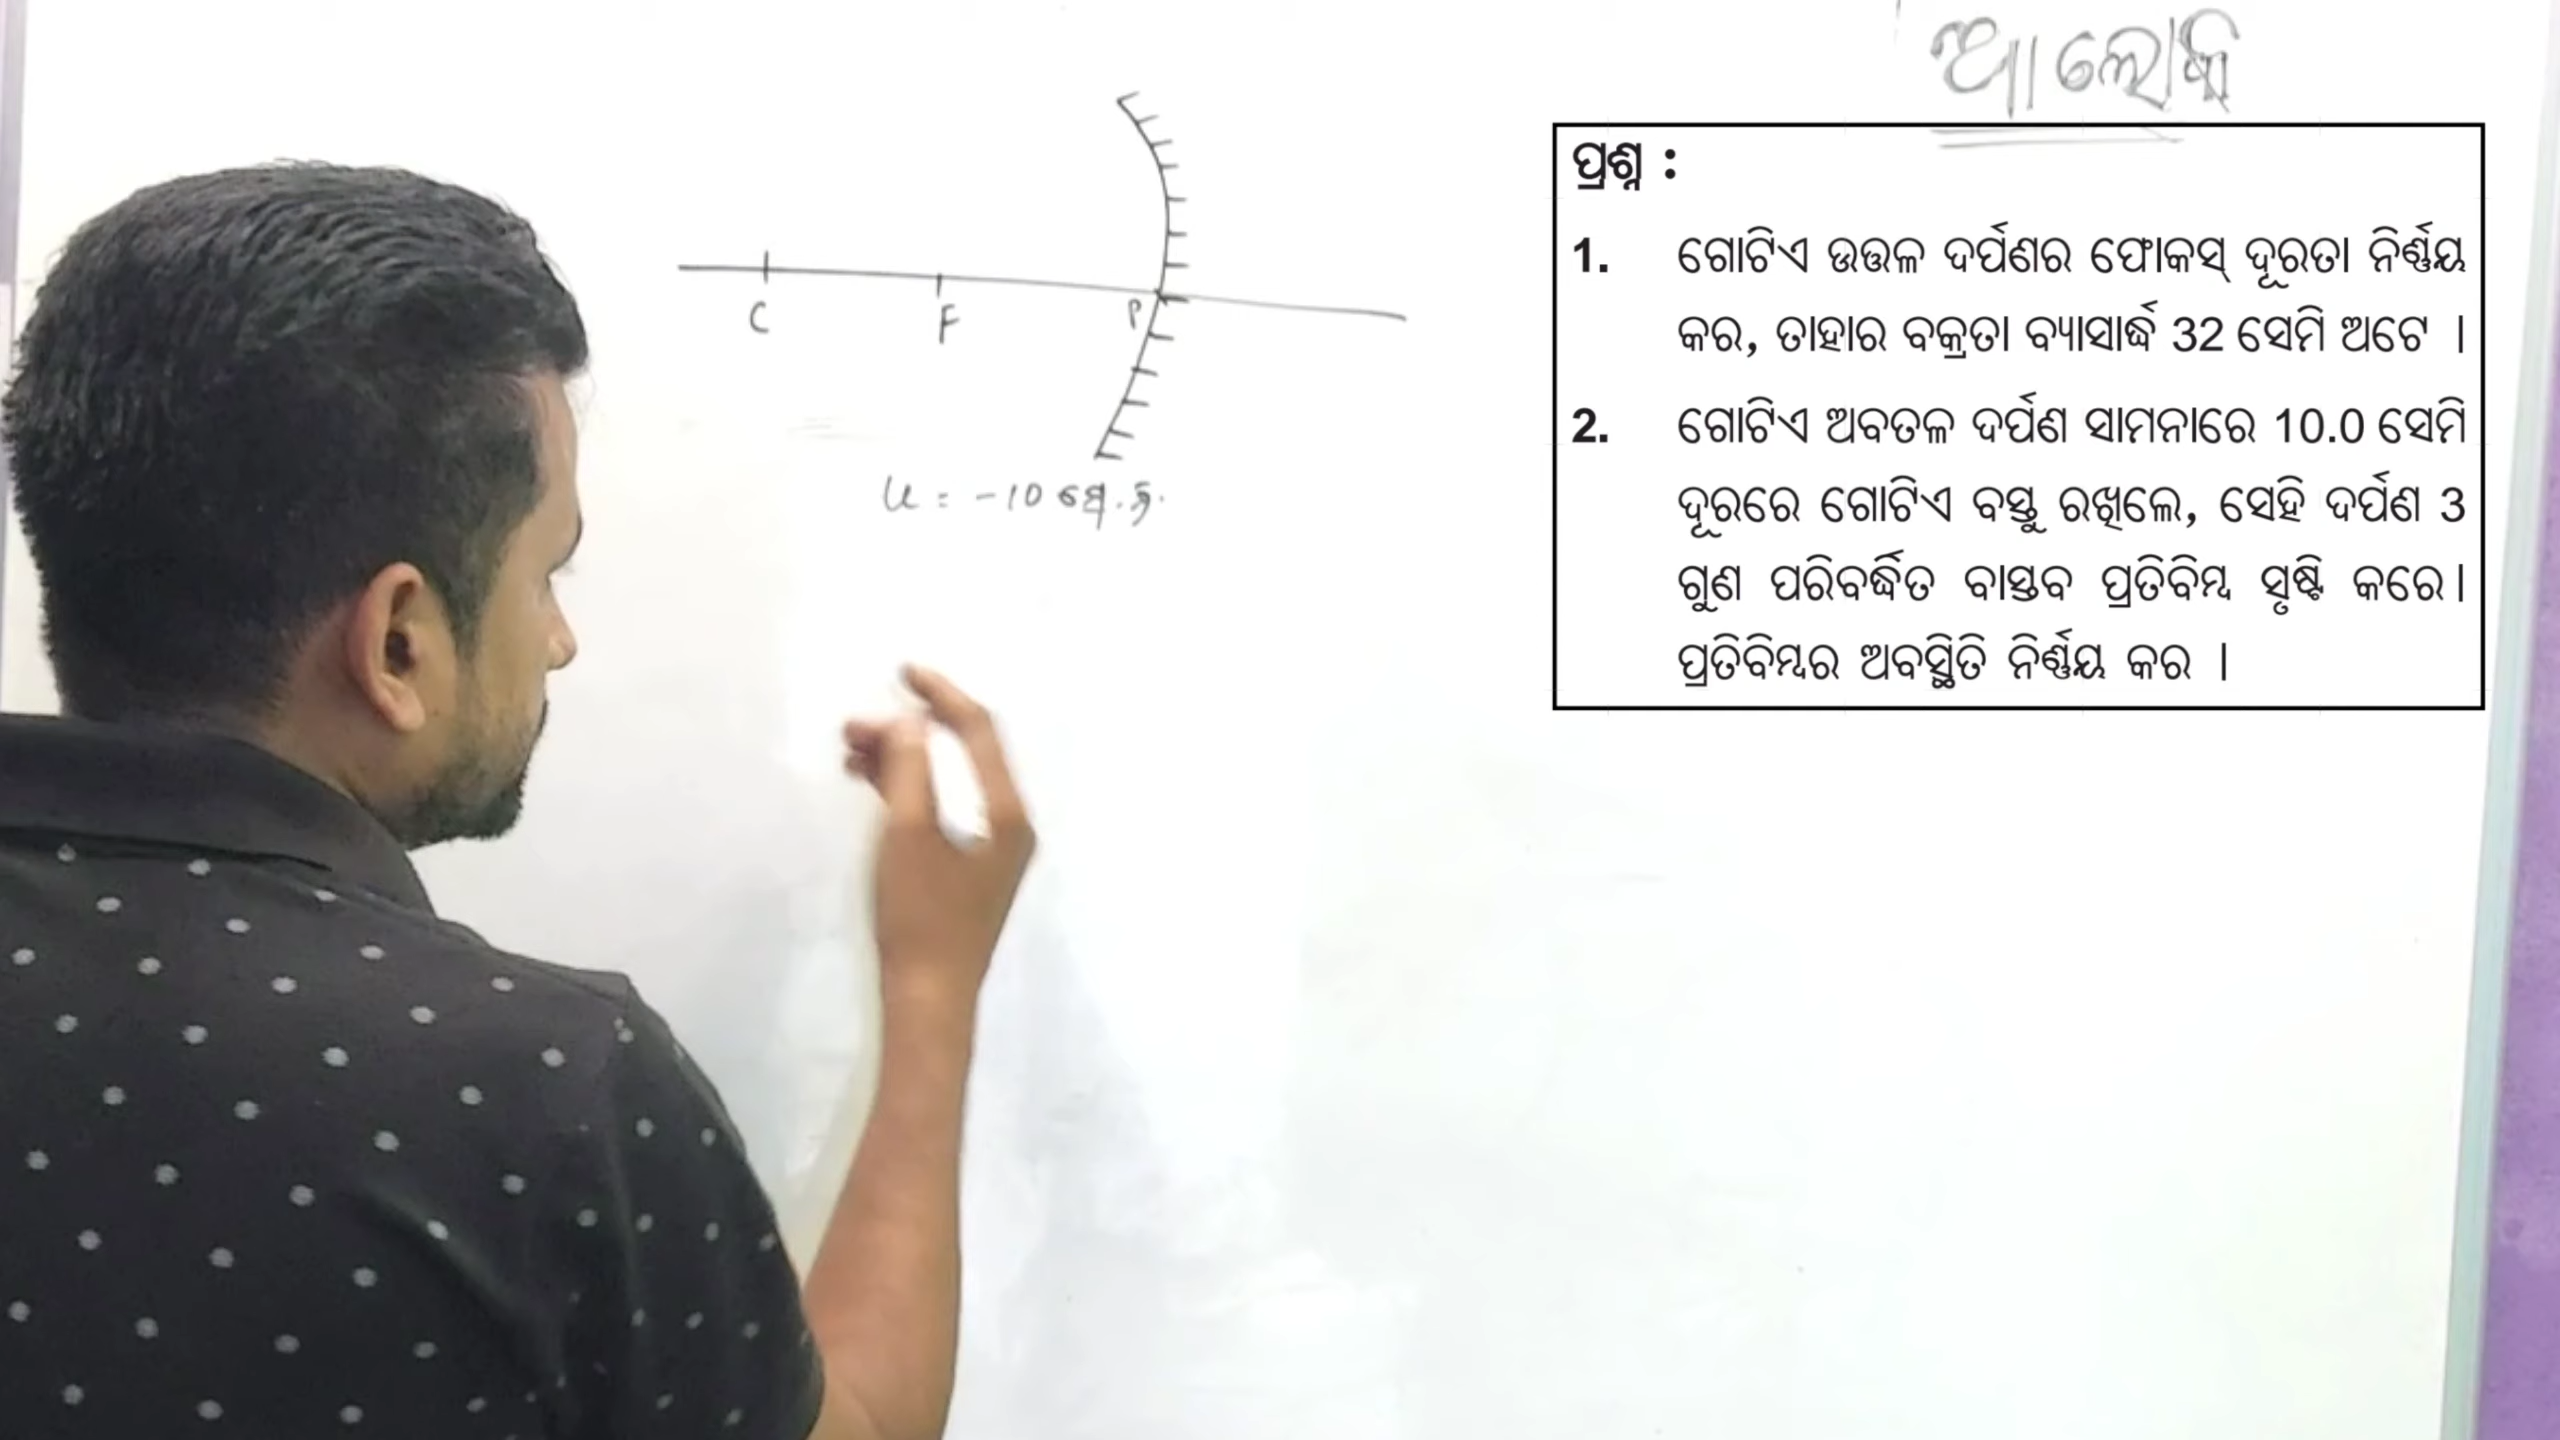 ଆଲୋକ
ପ୍ରଶ୍ନ :
1. ଗୋଟିଏ ଉତ୍ତଳ ଦର୍ପଣର ଫୋକସ୍ ଦୂରତା ନିର୍ଣ୍ଣୟ
କର, ତାହାର ବକ୍ରତା ବ୍ୟାସାର୍ଦ୍ଧ 32 ସେମି ଅଟେ ।
2. ଗୋଟିଏ ଅବତଳ ଦର୍ପଣ ସାମନାରେ 10.0 ସେମି
ଦୂରରେ ଗୋଟିଏ ବସ୍ତୁ ରଖିଲେ, ସେହି ଦର୍ପଣ 3
ଗୁଣ ପରିବର୍ଦ୍ଧିତ ବାସ୍ତବ ପ୍ରତିବିମ୍ବ ସୃଷ୍ଟି କରେ।
ପ୍ରତିବିମ୍ବର ଅବସ୍ଥିତି ନିର୍ଣ୍ଣୟ କର ।
C F P
u = -10 ସେ.ମି.